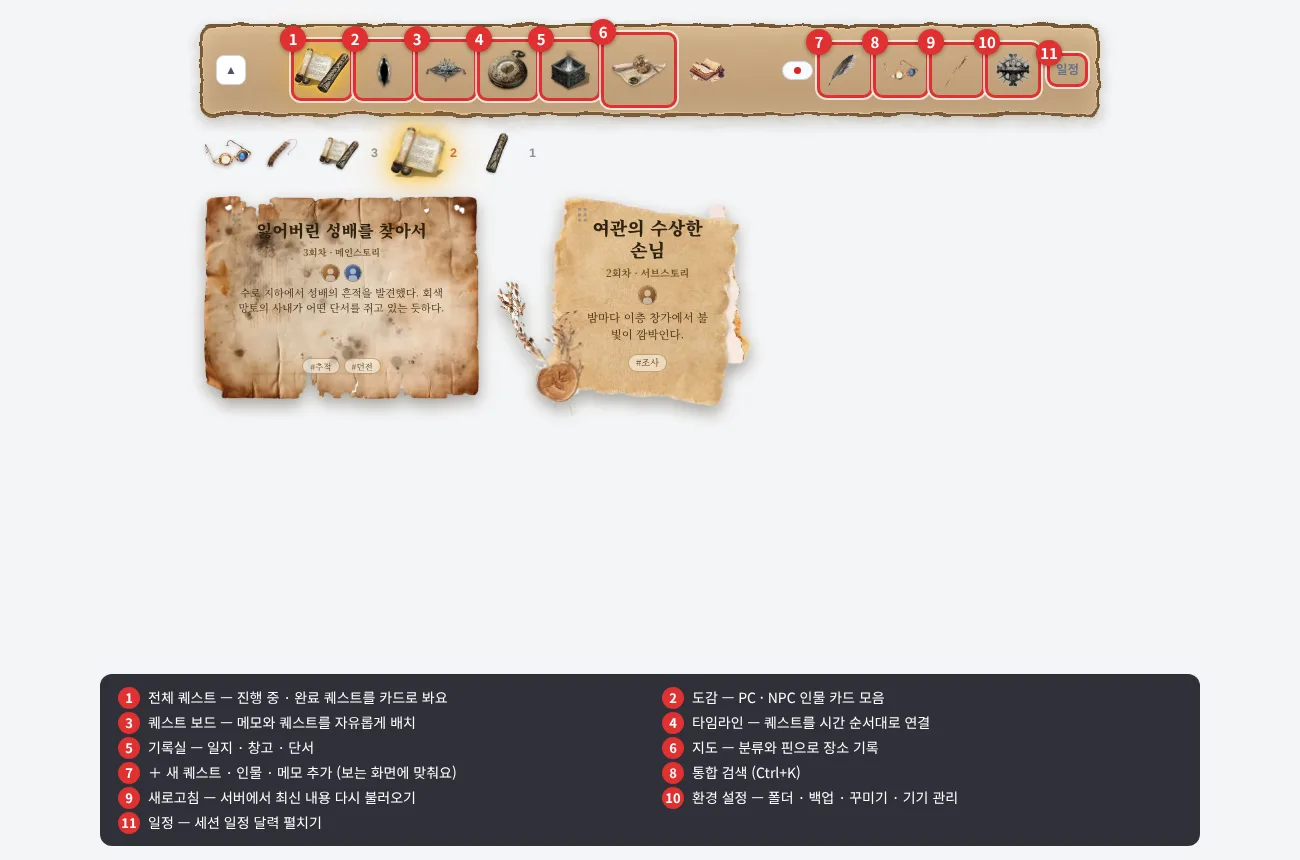 1 2 3 4 5 6 7 8 9 10 11
▲
일정
3 2 1
잃어버린 성배를 찾아서
3회차 · 메인스토리
수로 지하에서 성배의 흔적을 발견했다. 회색
망토의 사내가 어떤 단서를 쥐고 있는 듯하다.
#추적 #던전
여관의 수상한
손님
2회차 · 서브스토리
밤마다 이층 창가에서 불
빛이 깜박인다.
#조사
1 전체 퀘스트 — 진행 중 · 완료 퀘스트를 카드로 봐요
2 도감 — PC · NPC 인물 카드 모음
3 퀘스트 보드 — 메모와 퀘스트를 자유롭게 배치
4 타임라인 — 퀘스트를 시간 순서대로 연결
5 기록실 — 일지 · 창고 · 단서
6 지도 — 분류와 핀으로 장소 기록
7 ＋ 새 퀘스트 · 인물 · 메모 추가 (보는 화면에 맞춰요)
8 통합 검색 (Ctrl+K)
9 새로고침 — 서버에서 최신 내용 다시 불러오기
10 환경 설정 — 폴더 · 백업 · 꾸미기 · 기기 관리
11 일정 — 세션 일정 달력 펼치기